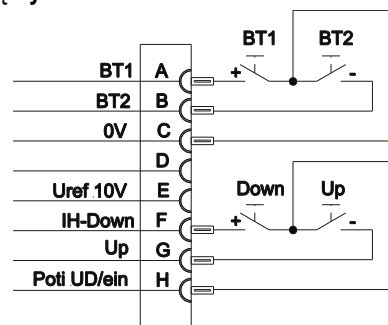 BT1 BT2
BT1 A + -
BT2 B
0V C
D
Uref 10V E Down Up
IH-Down F + -
Up G
Poti UD/ein H